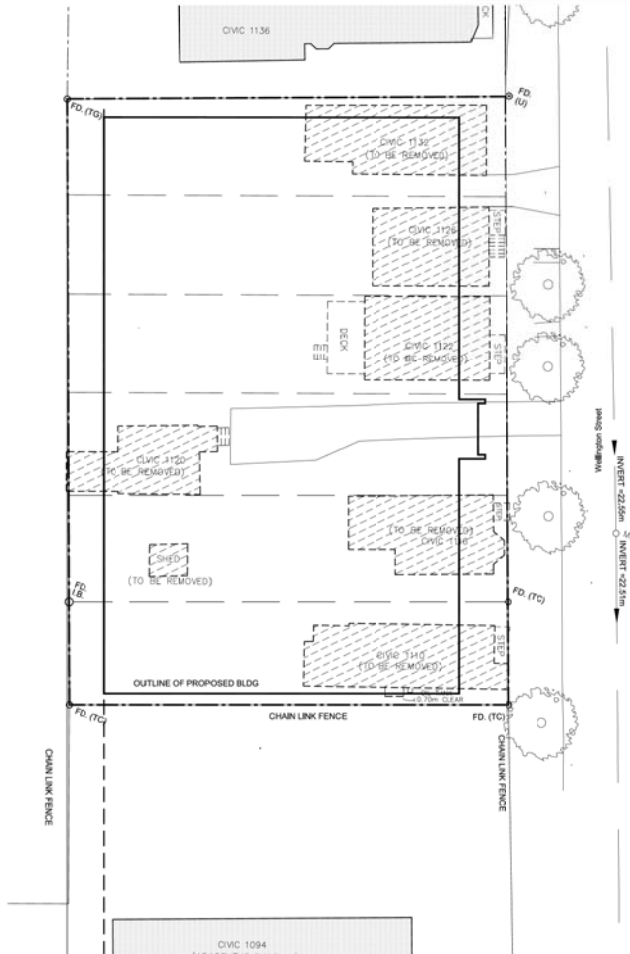 CIVIC 1136
DECK
FD.
(U)
FD. (TG)
CIVIC 1132
(TO BE REMOVED)
CIVIC 1126
(TO BE REMOVED)
STEP
DECK
CIVIC 1122
(TO BE REMOVED)
STEP
Wellington Street
INVERT =22.55m
INVERT =22.51m
CIVIC 1120
(TO BE REMOVED)
STEP
(TO BE REMOVED)
CIVIC 1116
SHED
(TO BE REMOVED)
FD.
I.B.
FD. (TC)
CIVIC 1110
(TO BE REMOVED)
STEP
OUTLINE OF PROPOSED BLDG
0.70m CLEAR
FD. (TC)
CHAIN LINK FENCE
FD. (TC)
CHAIN LINK FENCE
CHAIN LINK FENCE
CIVIC 1094